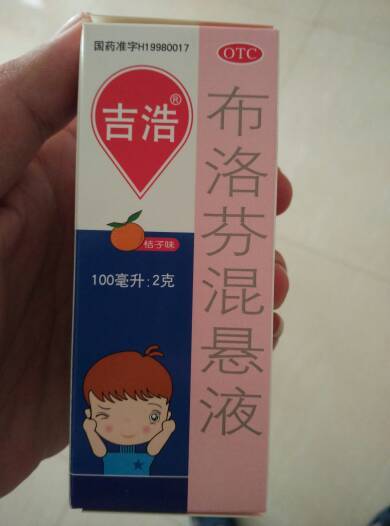 国药准字H19980017
OTC
吉浩®
布洛芬混悬液
桔子味
100毫升:2克